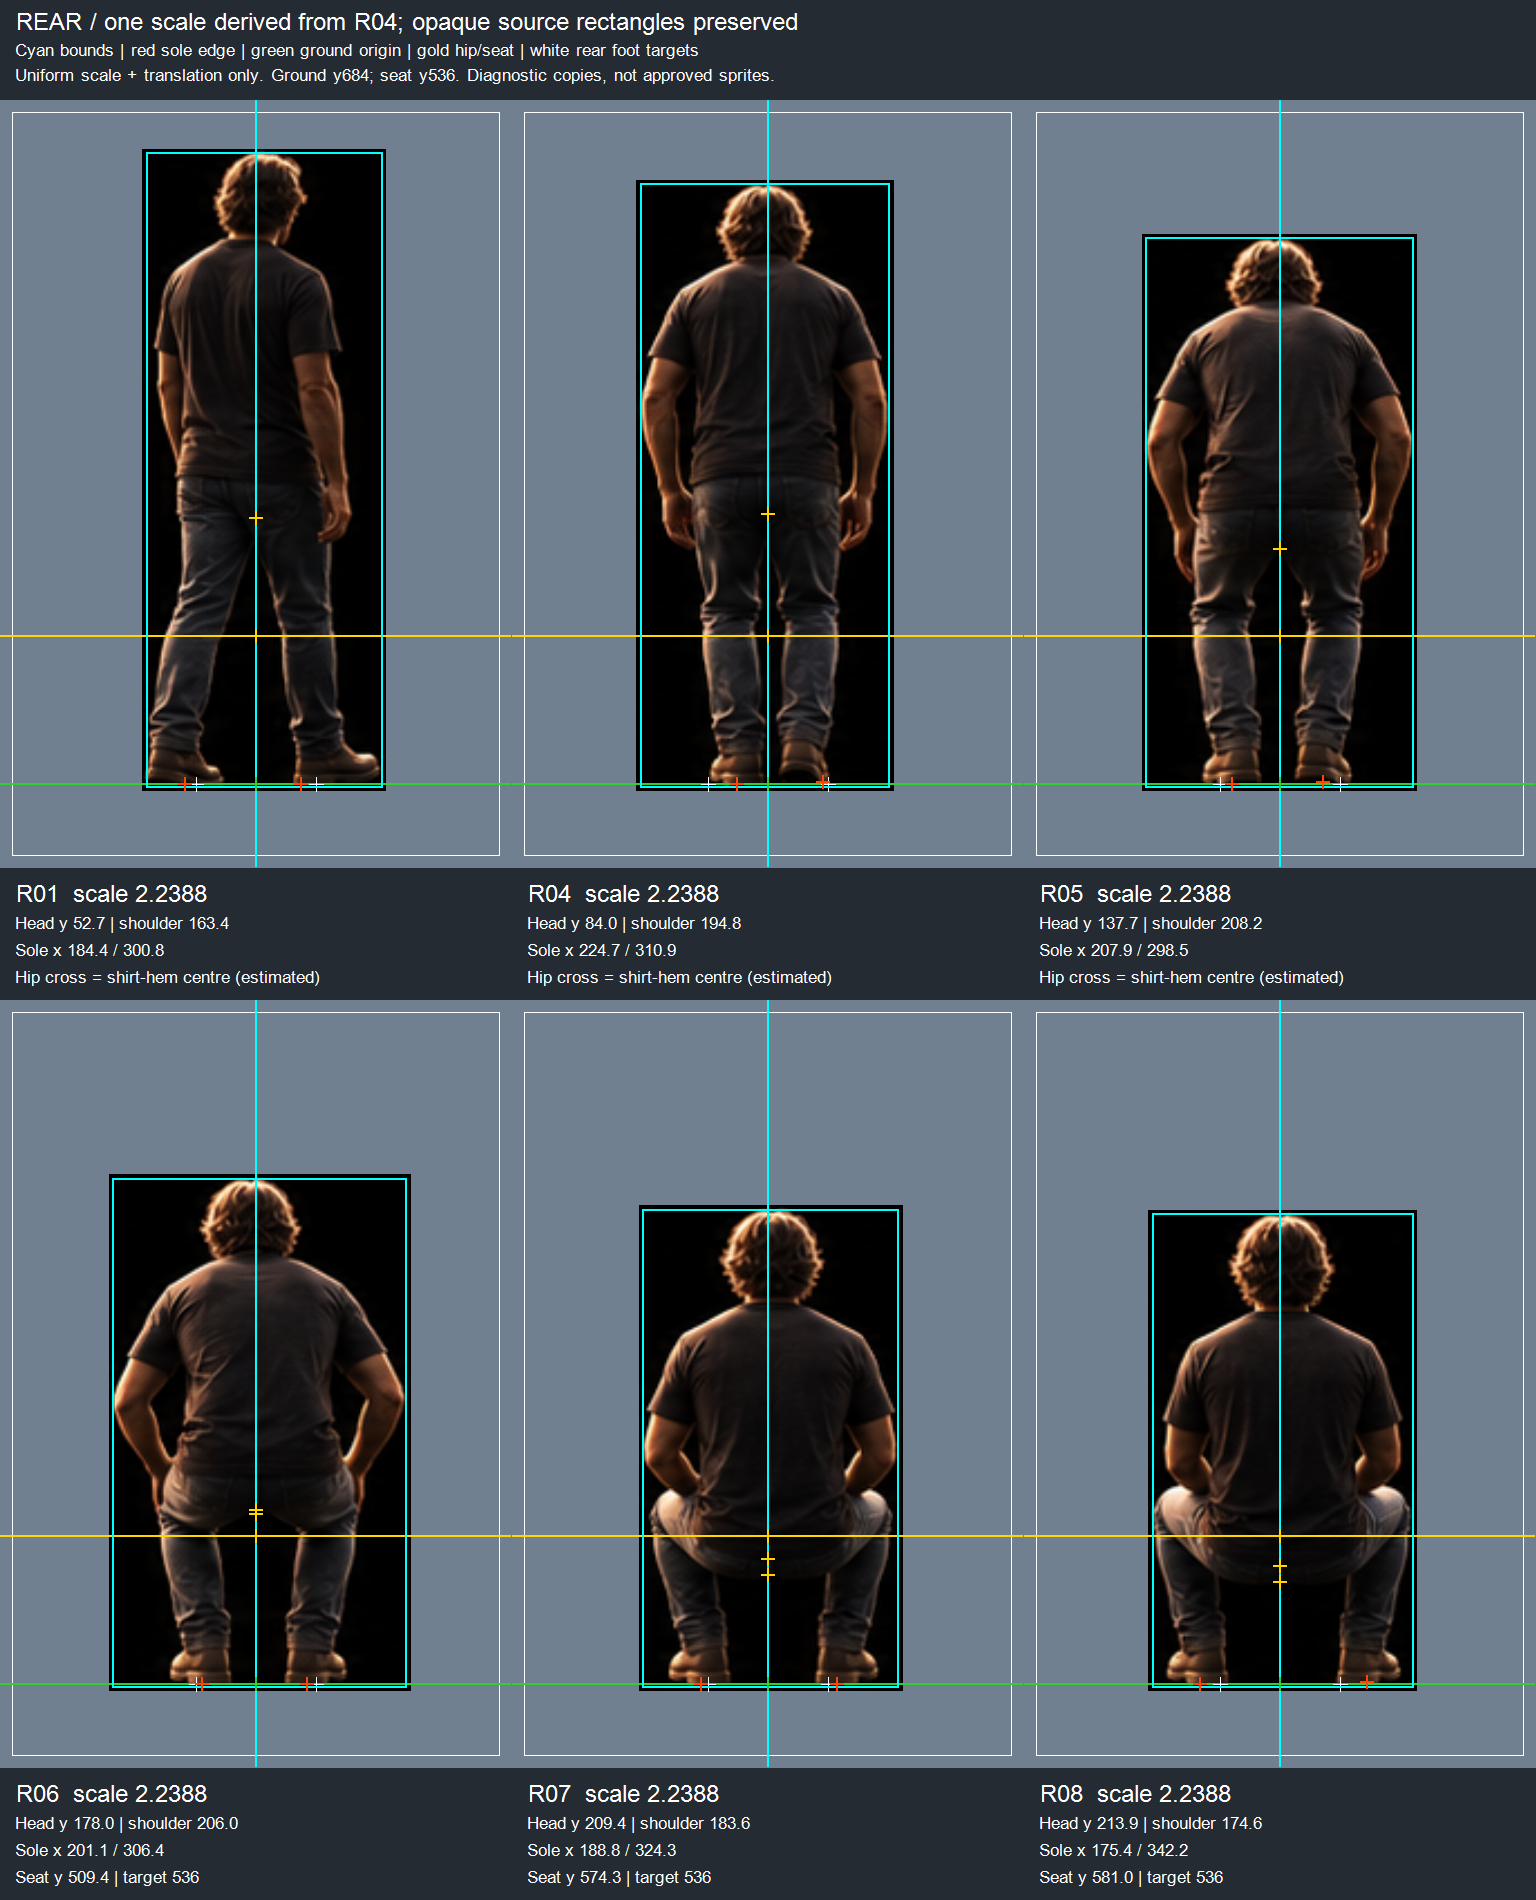 REAR / one scale derived from R04; opaque source rectangles preserved
Cyan bounds | red sole edge | green ground origin | gold hip/seat | white rear foot targets
Uniform scale + translation only. Ground y684; seat y536. Diagnostic copies, not approved sprites.
R01 scale 2.2388
Head y 52.7 | shoulder 163.4
Sole x 184.4 / 300.8
Hip cross = shirt-hem centre (estimated)
R04 scale 2.2388
Head y 84.0 | shoulder 194.8
Sole x 224.7 / 310.9
Hip cross = shirt-hem centre (estimated)
R05 scale 2.2388
Head y 137.7 | shoulder 208.2
Sole x 207.9 / 298.5
Hip cross = shirt-hem centre (estimated)
R06 scale 2.2388
Head y 178.0 | shoulder 206.0
Sole x 201.1 / 306.4
Seat y 509.4 | target 536
R07 scale 2.2388
Head y 209.4 | shoulder 183.6
Sole x 188.8 / 324.3
Seat y 574.3 | target 536
R08 scale 2.2388
Head y 213.9 | shoulder 174.6
Sole x 175.4 / 342.2
Seat y 581.0 | target 536